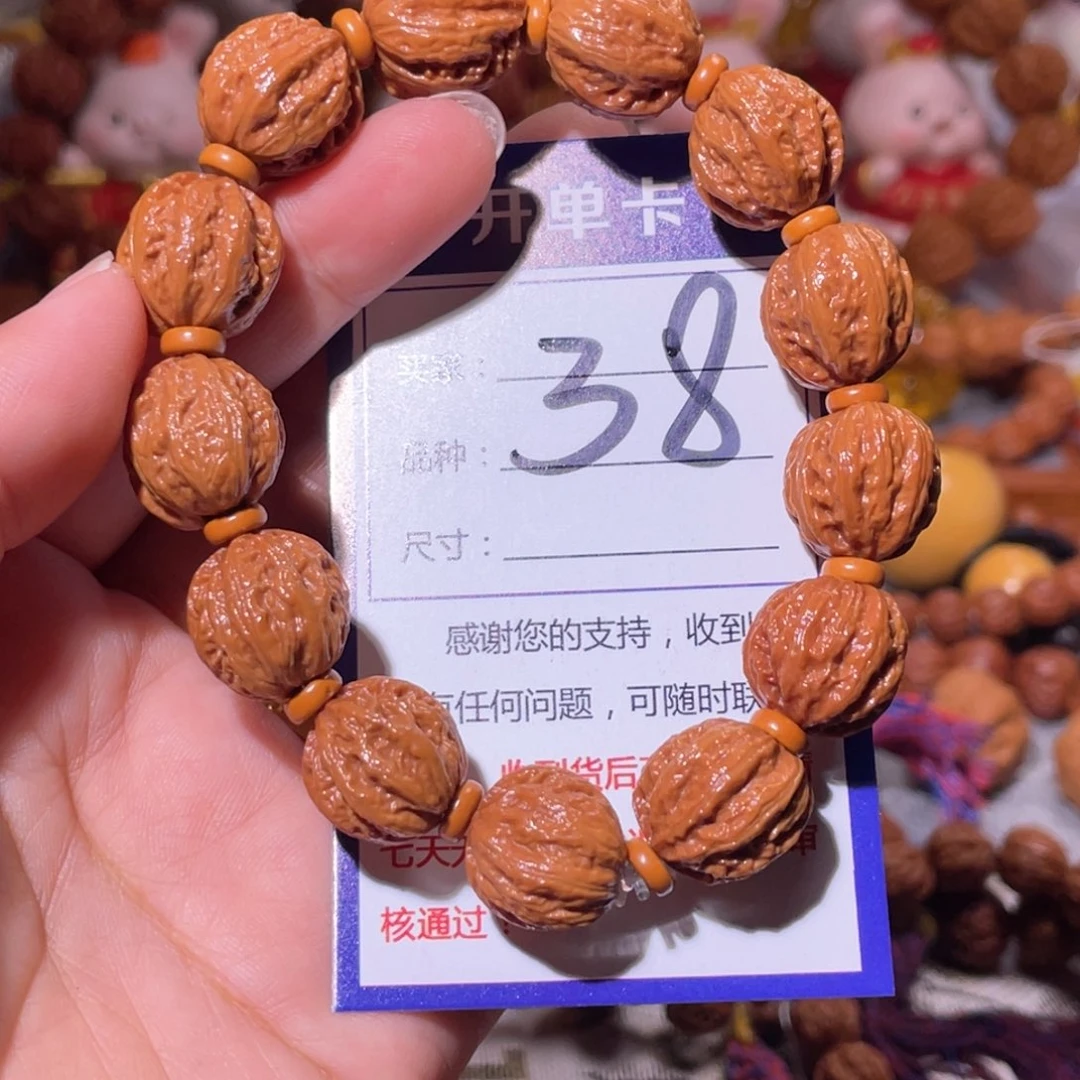 开单卡
买家：
38
品种：
尺寸：
感谢您的支持，收到
有任何问题，可随时联
收到货后
七天
核通过